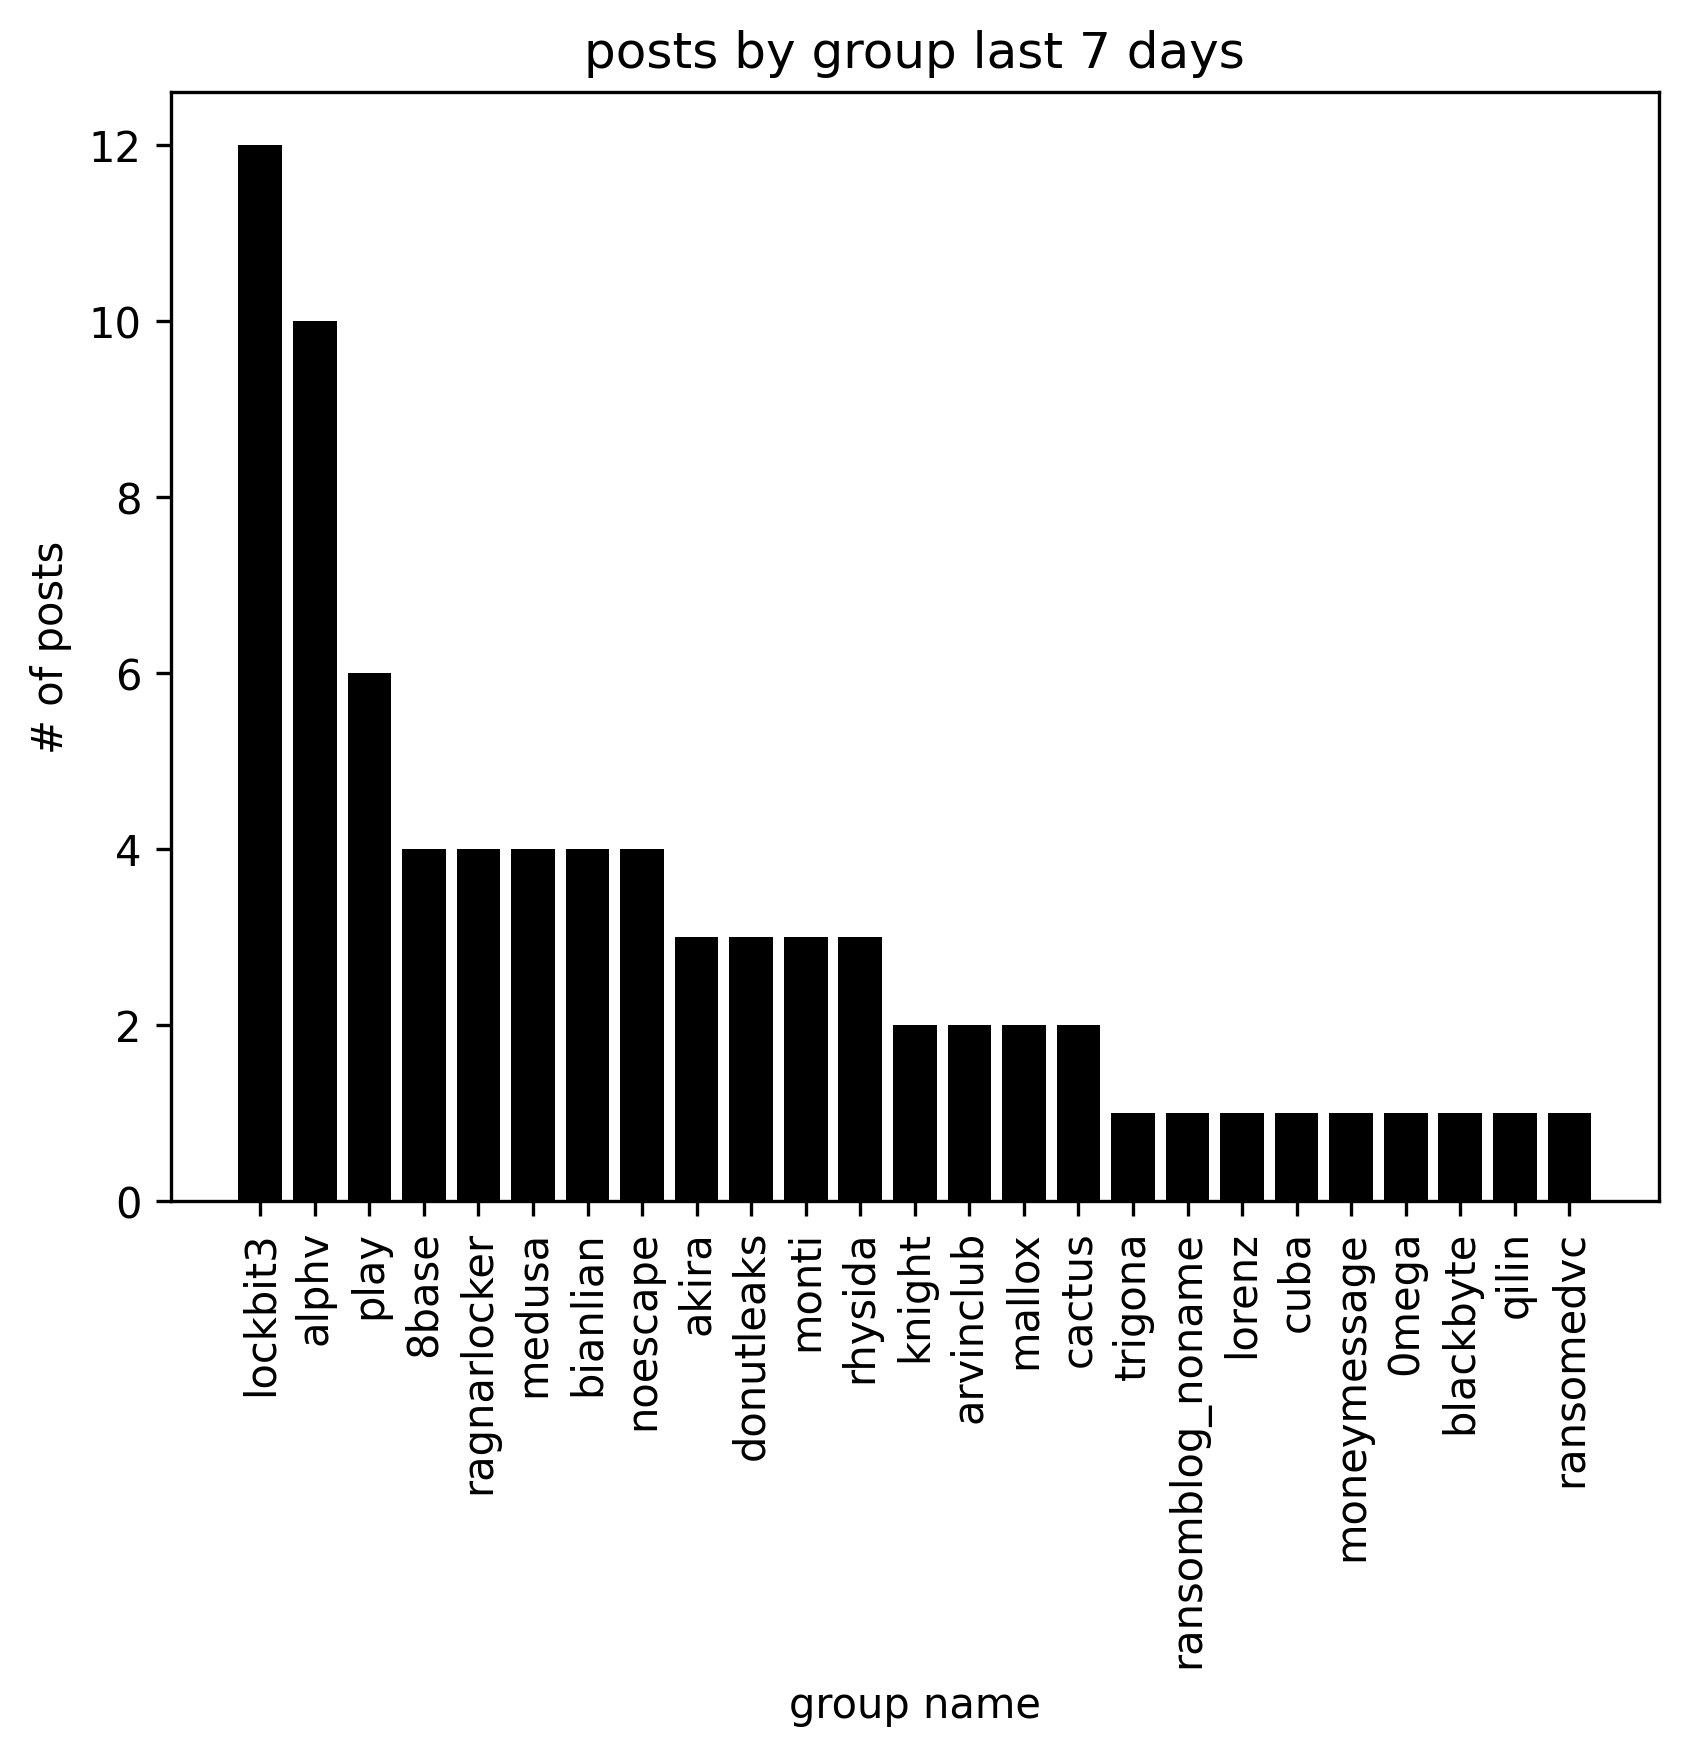 posts by group last 7 days
# of posts
12
10
8
6
4
2
0
lockbit3
alphv
play
8base
ragnarlocker
medusa
bianlian
noescape
akira
donutleaks
monti
rhysida
knight
arvinclub
mallox
cactus
trigona
ransomblog_noname
lorenz
cuba
moneymessage
0mega
blackbyte
qilin
ransomedvc
group name